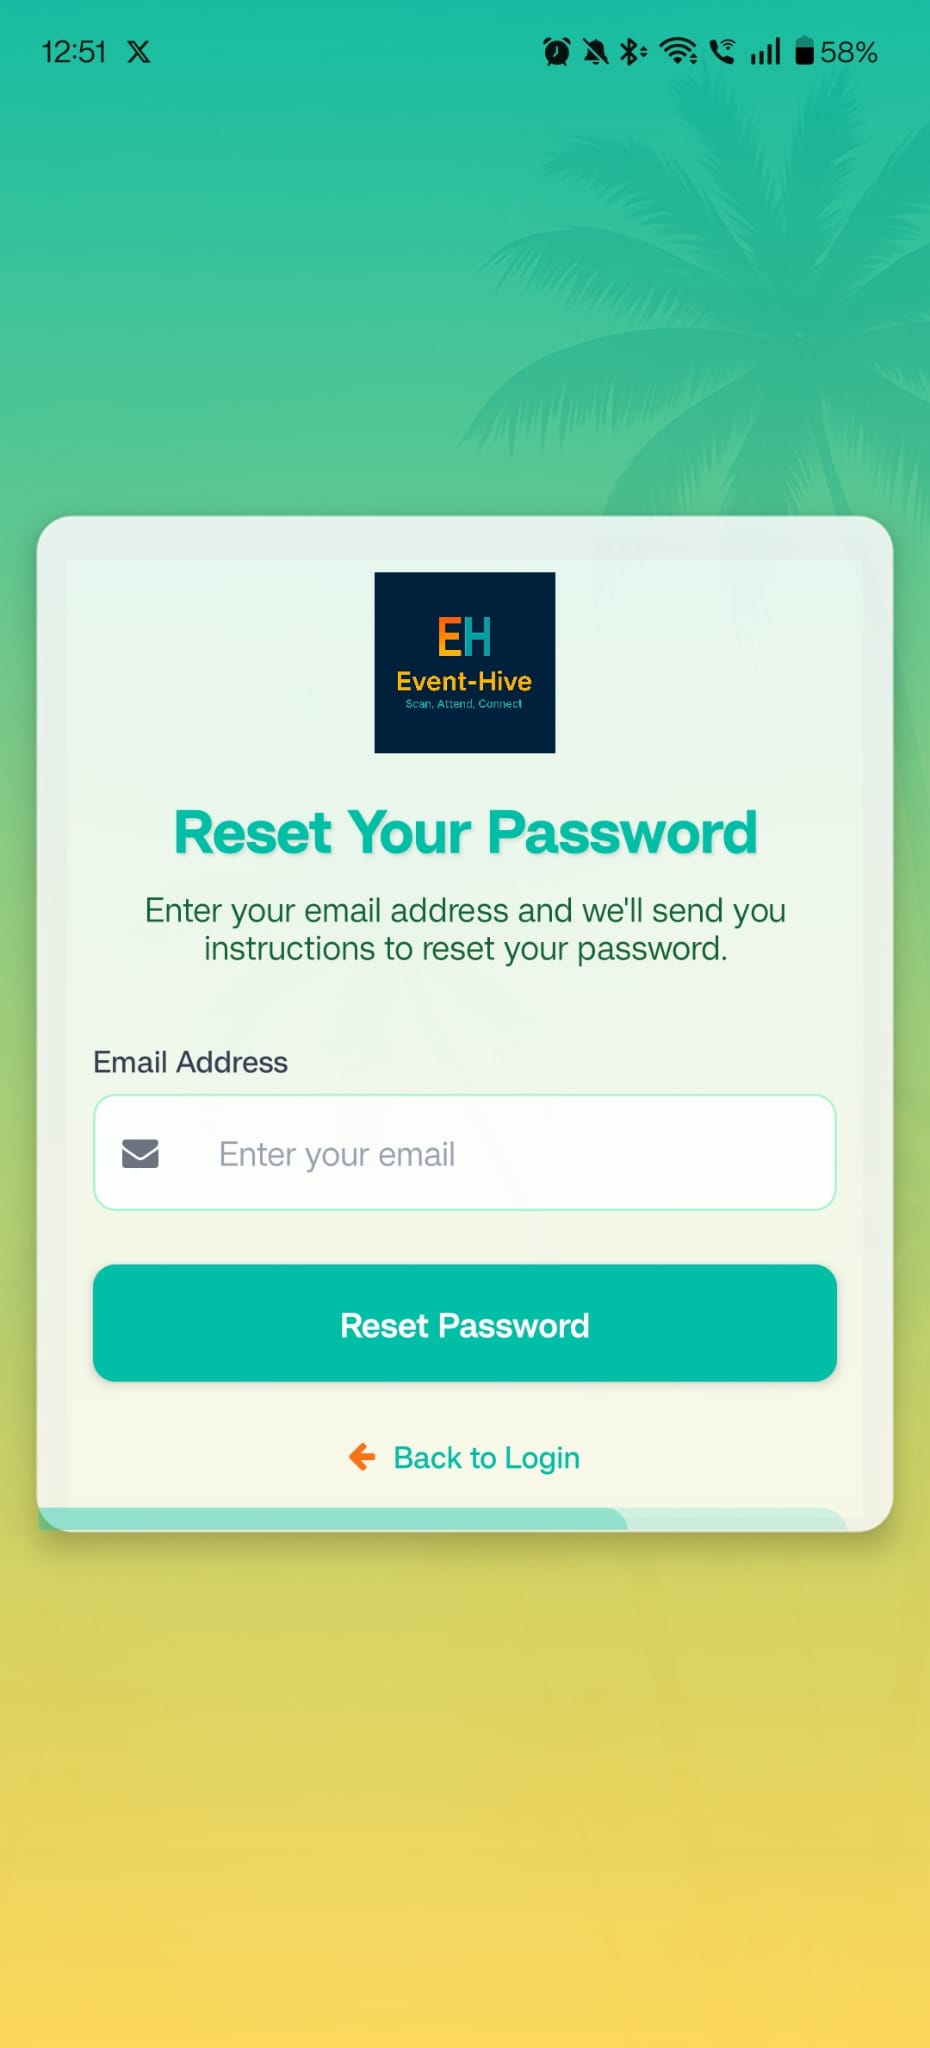 12:51 X 58%
EH
Event-Hive
Scan, Attend, Connect
Reset Your Password
Enter your email address and we'll send you
instructions to reset your password.
Email Address
Enter your email
Reset Password
Back to Login